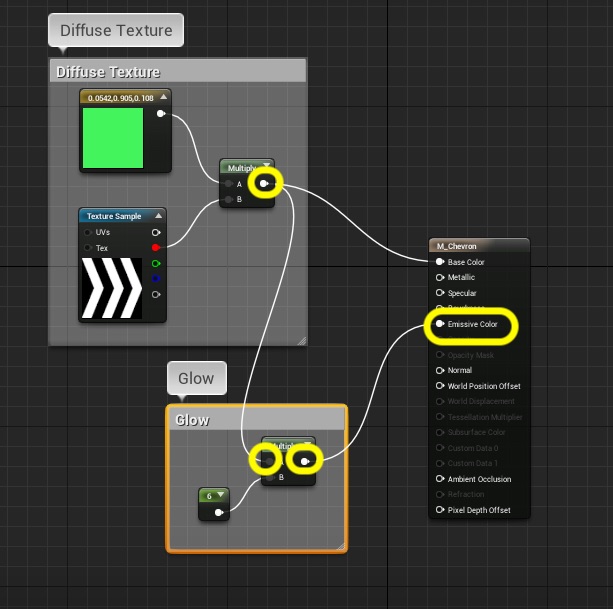 Diffuse Texture
Diffuse Texture
0.0542,0.905,0.108
Multiply
A
B
Texture Sample
UVs
Tex
M_Chevron
Base Color
Metallic
Specular
Roughness
Emissive Color
Opacity Mask
Normal
World Position Offset
World Displacement
Tessellation Multiplier
Subsurface Color
Custom Data 0
Custom Data 1
Ambient Occlusion
Refraction
Pixel Depth Offset
Glow
Glow
Multiply
B
6